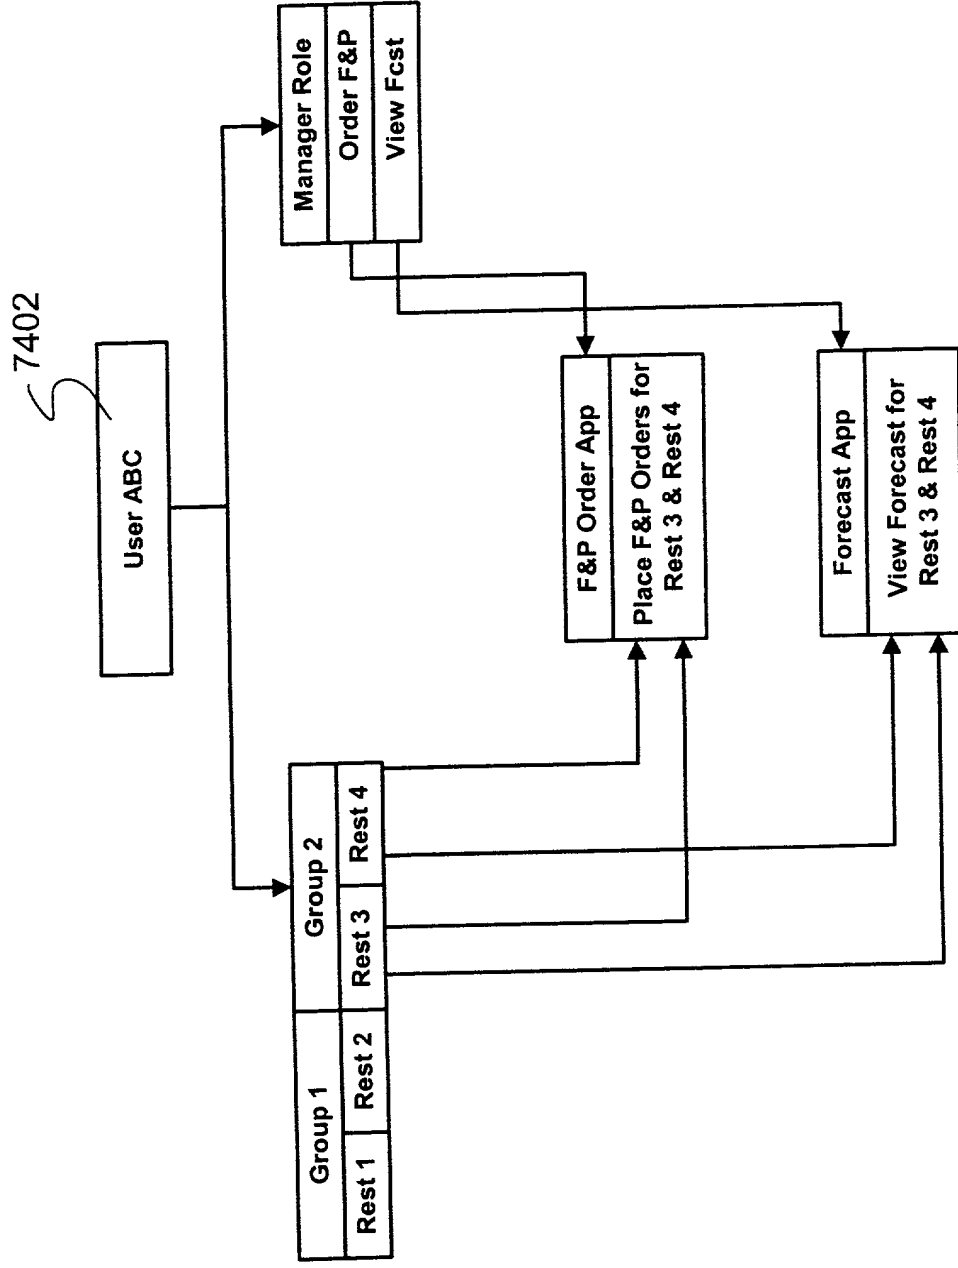 7402
User ABC
Group 1
Group 2
Rest 1
Rest 2
Rest 3
Rest 4
Manager Role
Order F&P
View Fcst
F&P Order App
Place F&P Orders for
Rest 3 & Rest 4
Forecast App
View Forecast for
Rest 3 & Rest 4